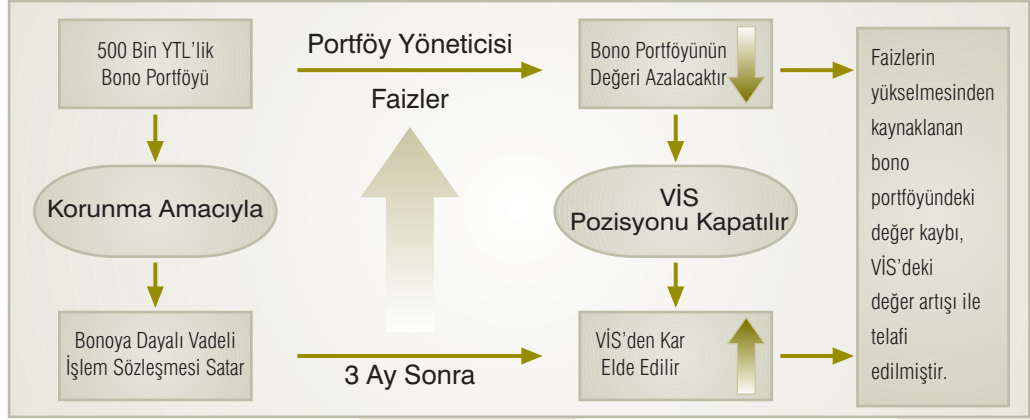 500 Bin YTL'lik
Bono Portföyü
Portföy Yöneticisi
Faizler
Bono Portföyünün
Değeri Azalacaktır
Korunma Amacıyla
VİS
Pozisyonu Kapatılır
Bonoya Dayalı Vadeli
İşlem Sözleşmesi Satar
3 Ay Sonra
VİS'den Kar
Elde Edilir
Faizlerin
yükselmesinden
kaynaklanan
bono
portföyündeki
değer kaybı,
VİS'deki
değer artışı ile
telafi
edilmiştir.